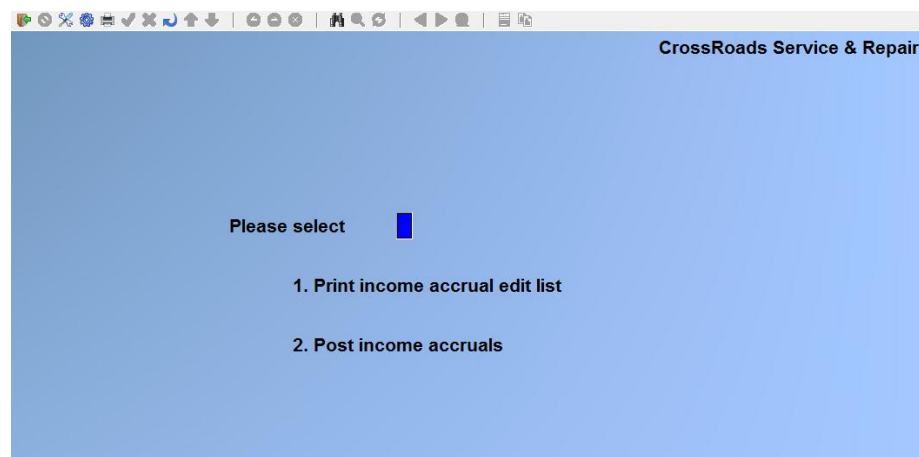 CrossRoads Service & Repair
Please select
1. Print income accrual edit list
2. Post income accruals